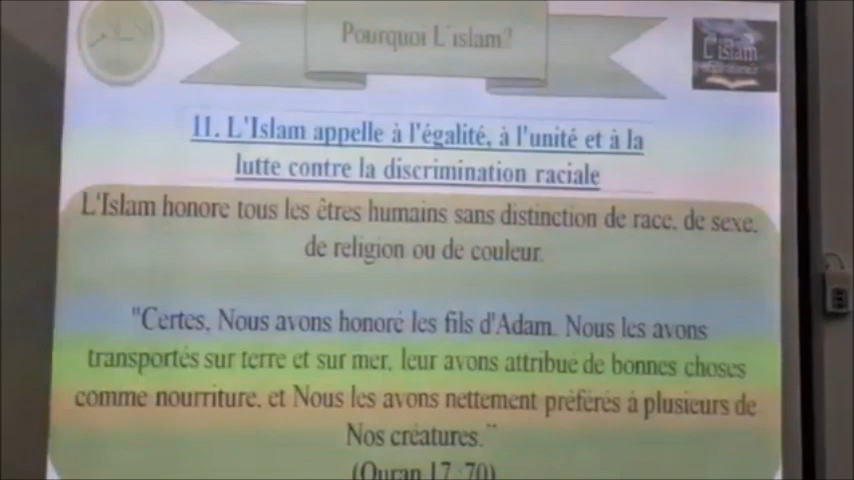 Pourquoi L'islam?
L'islam
11. L'Islam appelle à l'égalité, à l'unité et à la
lutte contre la discrimination raciale
L'Islam honore tous les êtres humains sans distinction de race, de sexe,
de religion ou de couleur.
"Certes, Nous avons honoré les fils d'Adam. Nous les avons
transportés sur terre et sur mer, leur avons attribué de bonnes choses
comme nourriture, et Nous les avons nettement préférés à plusieurs de
Nos créatures."
(Quran 17 :70)